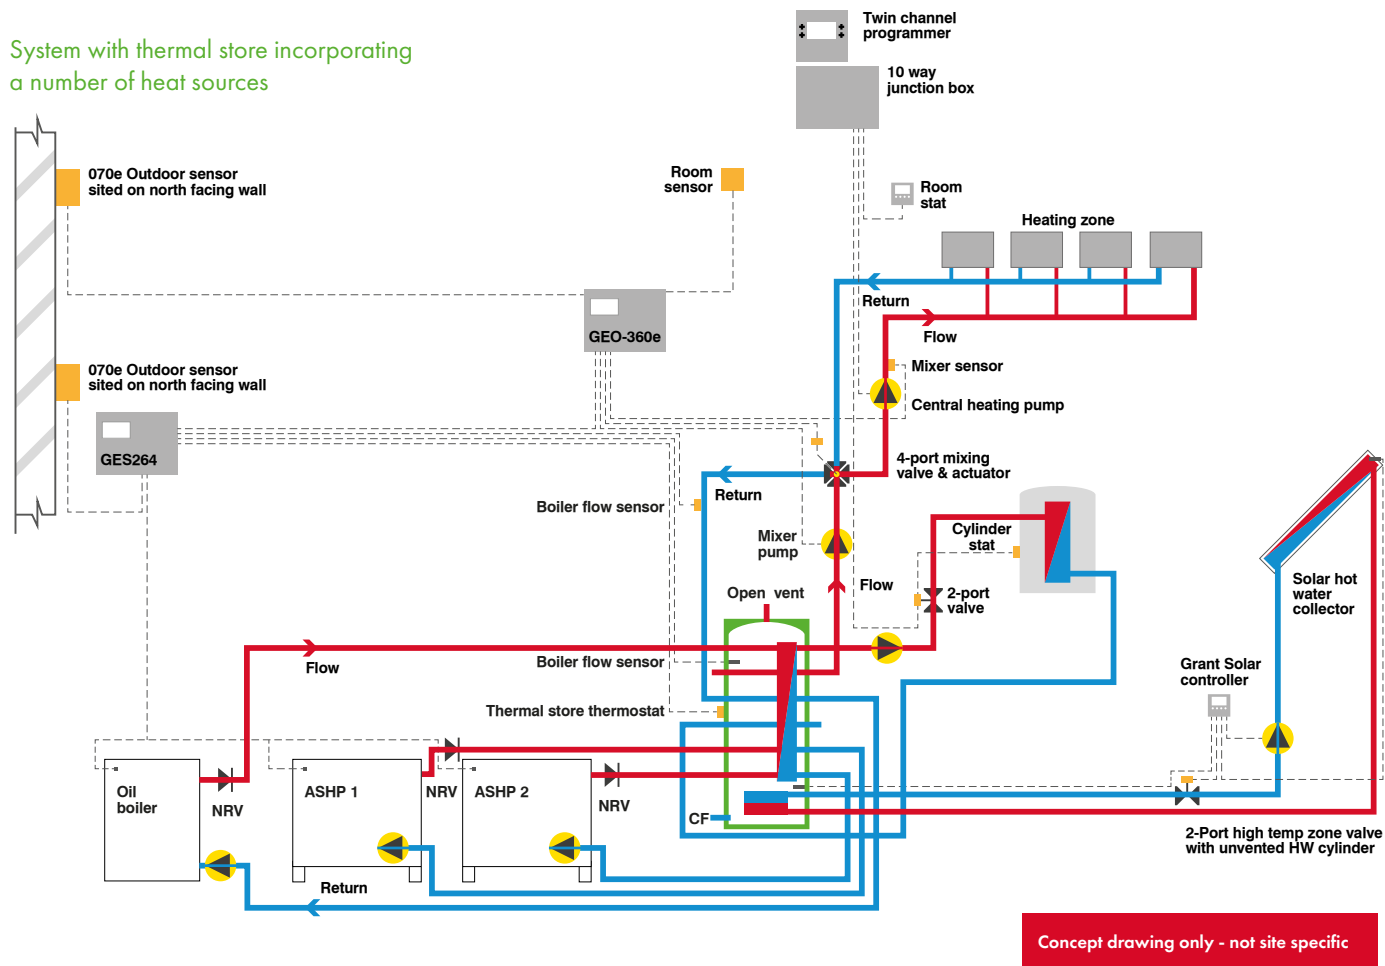 System with thermal store incorporating
a number of heat sources
Twin channel
programmer
10 way
junction box
070e Outdoor sensor
sited on north facing wall
Room
sensor
Room
stat
Heating zone
Return
Flow
GEO-360e
Mixer sensor
Central heating pump
070e Outdoor sensor
sited on north facing wall
GES264
4-port mixing
valve & actuator
Return
Boiler flow sensor
Mixer
pump
Cylinder
stat
Flow
2-port
valve
Open vent
Solar hot
water
collector
Flow
Boiler flow sensor
Grant Solar
controller
Thermal store thermostat
Oil
boiler
NRV
ASHP 1
NRV
ASHP 2
NRV
CF
2-Port high temp zone valve
with unvented HW cylinder
Return
Concept drawing only - not site specific